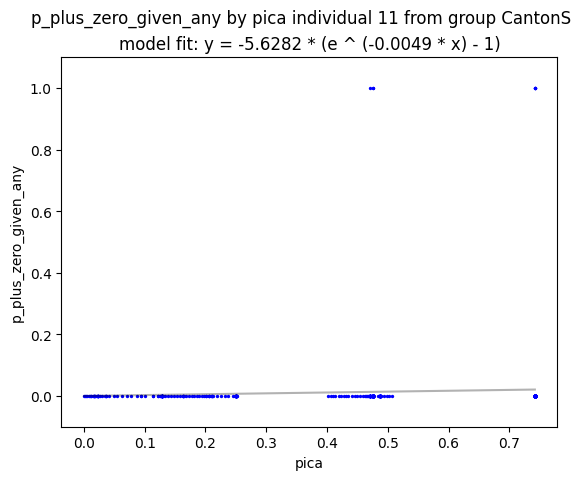 p_plus_zero_given_any by pica individual 11 from group CantonS
model fit: y = -5.6282 * (e ^ (-0.0049 * x) - 1)
1.0
0.8
0.6
0.4
0.2
0.0
p_plus_zero_given_any
0.0 0.1 0.2 0.3 0.4 0.5 0.6 0.7
pica